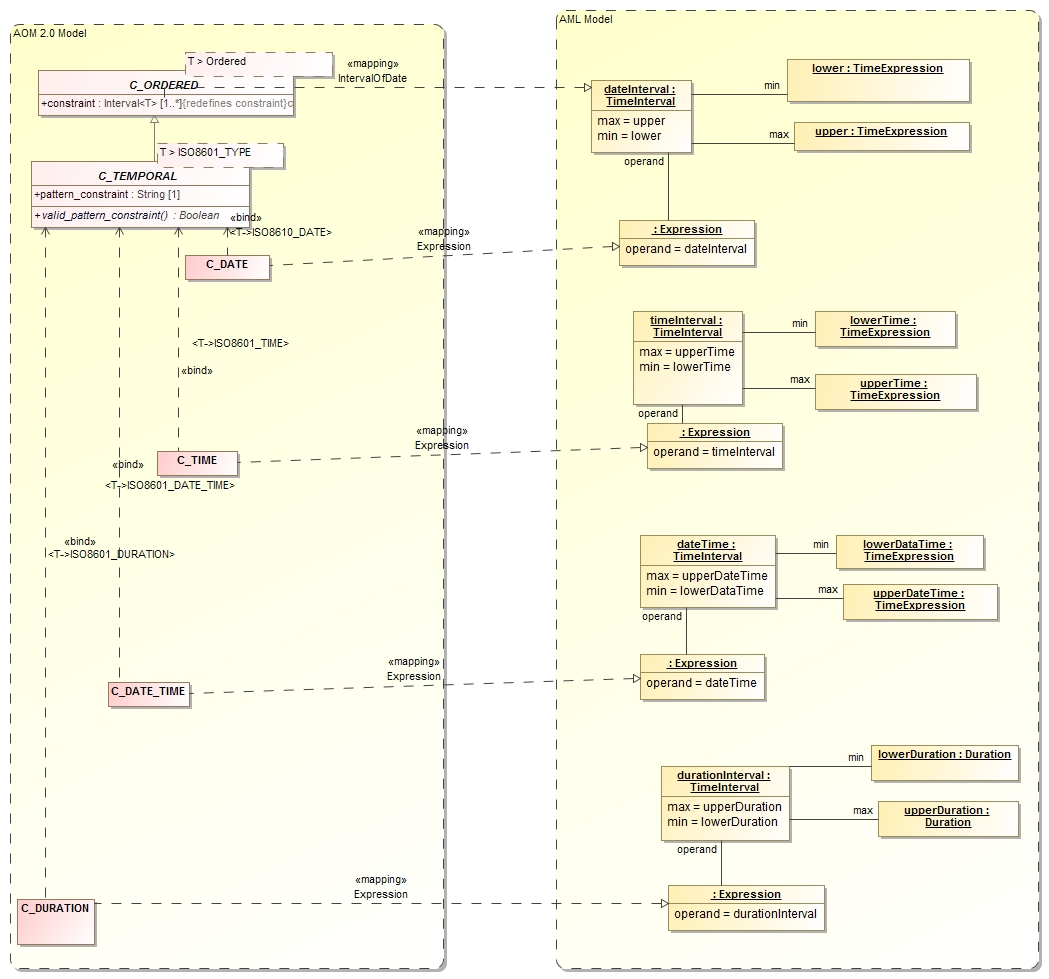 AOM 2.0 Model
T > Ordered
C_ORDERED
+constraint : Interval<T> [1..*]{redefines constraint}c
T > ISO8601_TYPE
C_TEMPORAL
+pattern_constraint : String [1]
+valid_pattern_constraint() : Boolean
«bind»
<T->ISO8610_DATE>
C_DATE
<T->ISO8601_TIME>
«bind»
C_TIME
«bind»
<T->ISO8601_DATE_TIME>
«bind»
<T->ISO8601_DURATION>
C_DATE_TIME
C_DURATION
«mapping»
IntervalOfDate
«mapping»
Expression
«mapping»
Expression
«mapping»
Expression
«mapping»
Expression
AML Model
dateInterval :
TimeInterval
max = upper
min = lower
min
lower : TimeExpression
max
upper : TimeExpression
operand
: Expression
operand = dateInterval
timeInterval :
TimeInterval
max = upperTime
min = lowerTime
min
lowerTime :
TimeExpression
max
upperTime :
TimeExpression
operand
: Expression
operand = timeInterval
dateTime :
TimeInterval
max = upperDateTime
min = lowerDataTime
min
lowerDataTime :
TimeExpression
max
upperDateTime :
TimeExpression
operand
: Expression
operand = dateTime
durationInterval :
TimeInterval
max = upperDuration
min = lowerDuration
min
lowerDuration : Duration
max
upperDuration :
Duration
operand
: Expression
operand = durationInterval